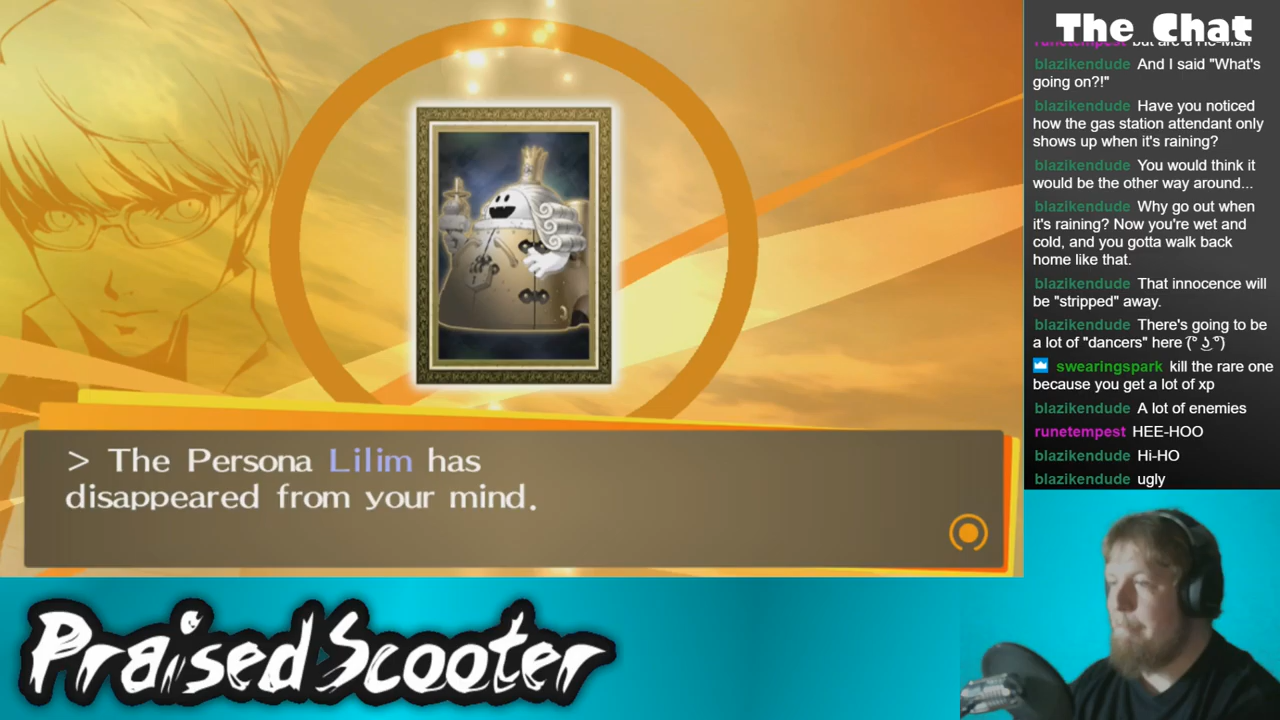 The Chat
runetempest but are u He-Man
blazikendude And I said "What's
going on?!"
blazikendude Have you noticed
how the gas station attendant only
shows up when it's raining?
blazikendude You would think it
would be the other way around...
blazikendude Why go out when
it's raining? Now you're wet and
cold, and you gotta walk back
home like that.
blazikendude That innocence will
be "stripped" away.
blazikendude There's going to be
a lot of "dancers" here ( ͡° ͜ʖ ͡°)
swearingspark kill the rare one
because you get a lot of xp
blazikendude A lot of enemies
runetempest HEE-HOO
blazikendude Hi-HO
blazikendude ugly
> The Persona Lilim has
disappeared from your mind.
PraisedScooter